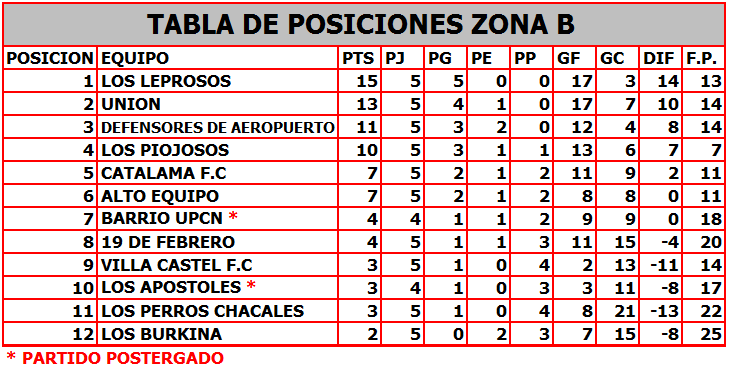 TABLA DE POSICIONES ZONA B
POSICION EQUIPO PTS PJ PG PE PP GF GC DIF F.P.
1 LOS LEPROSOS 15 5 5 0 0 17 3 14 13
2 UNION 13 5 4 1 0 17 7 10 14
3 DEFENSORES DE AEROPUERTO 11 5 3 2 0 12 4 8 14
4 LOS PIOJOSOS 10 5 3 1 1 13 6 7 7
5 CATALAMA F.C 7 5 2 1 2 11 9 2 11
6 ALTO EQUIPO 7 5 2 1 2 8 8 0 11
7 BARRIO UPCN * 4 4 1 1 2 9 9 0 18
8 19 DE FEBRERO 4 5 1 1 3 11 15 -4 20
9 VILLA CASTEL F.C 3 5 1 0 4 2 13 -11 14
10 LOS APOSTOLES * 3 4 1 0 3 3 11 -8 17
11 LOS PERROS CHACALES 3 5 1 0 4 8 21 -13 22
12 LOS BURKINA 2 5 0 2 3 7 15 -8 25
* PARTIDO POSTERGADO